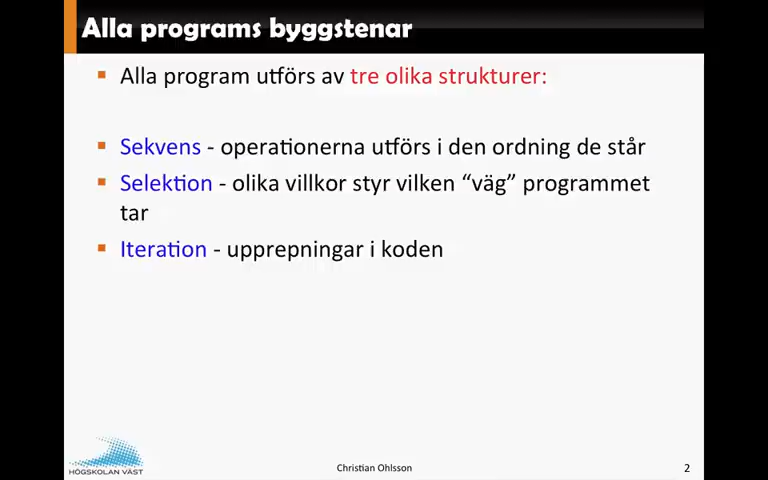 Alla programs byggstenar
Alla program utförs av tre olika strukturer:
Sekvens - operationerna utförs i den ordning de står
Selektion - olika villkor styr vilken “väg” programmet
tar
Iteration - upprepningar i koden
HÖGSKOLAN VÄST
Christian Ohlsson
2